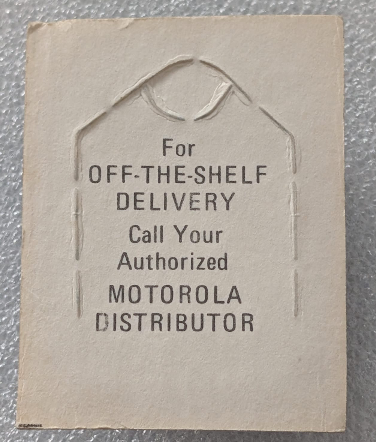 For
OFF-THE-SHELF
DELIVERY
Call Your
Authorized
MOTOROLA
DISTRIBUTOR